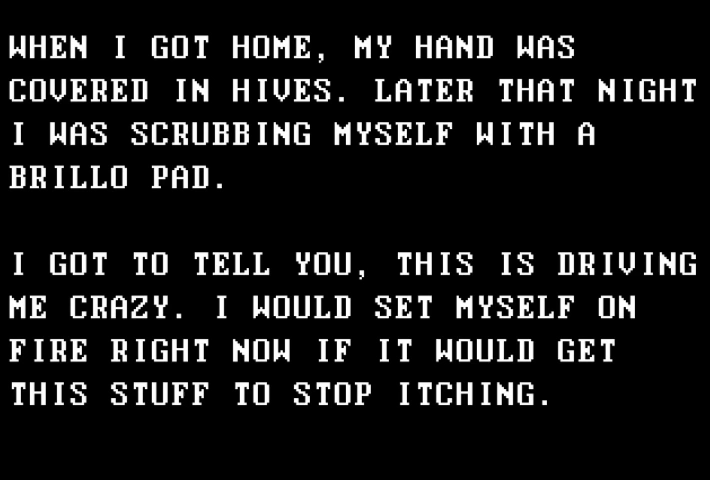 WHEN I GOT HOME, MY HAND WAS
COVERED IN HIVES. LATER THAT NIGHT
I WAS SCRUBBING MYSELF WITH A
BRILLO PAD.
I GOT TO TELL YOU, THIS IS DRIVING
ME CRAZY. I WOULD SET MYSELF ON
FIRE RIGHT NOW IF IT WOULD GET
THIS STUFF TO STOP ITCHING.